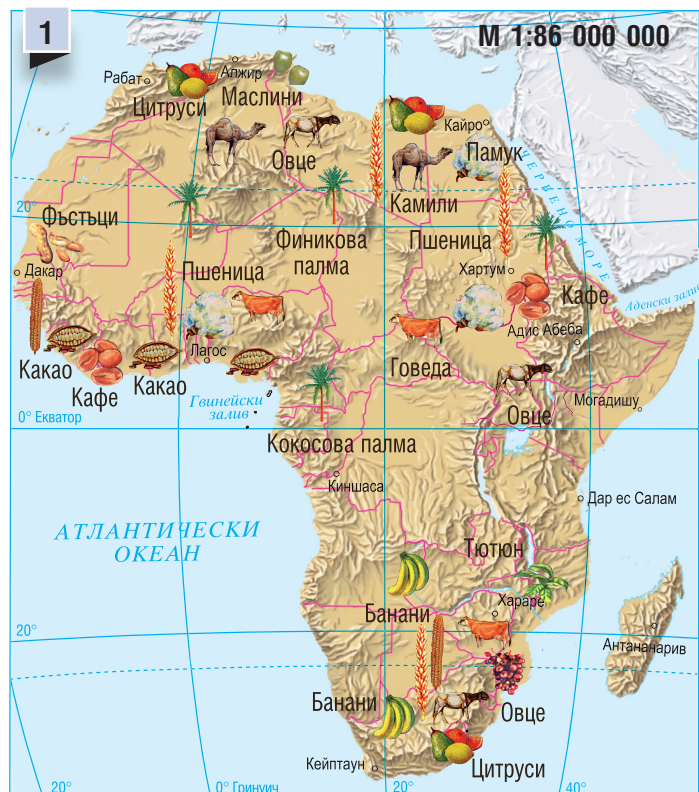 1
М 1:86 000 000
Рабат
Алжир
Цитруси
Маслини
Кайро
Овце
Памук
ЧЕРВЕНО МОРЕ
Камили
20°
Фъстъци
Финикова
палма
Пшеница
Пшеница
Дакар
Хартум
Кафе
Аденски залив
Адис Абеба
Лагос
Какао
Кафе
Какао
Говеда
Гвинейски
залив
Овце
Могадишу
0° Екватор
Кокосова палма
Киншаса
Дар ес Салам
АТЛАНТИЧЕСКИ
ОКЕАН
Тютюн
Хараре
Банани
20°
Антананарив
Банани
Овце
Кейптаун
Цитруси
20°
0° Гринуич
20°
40°